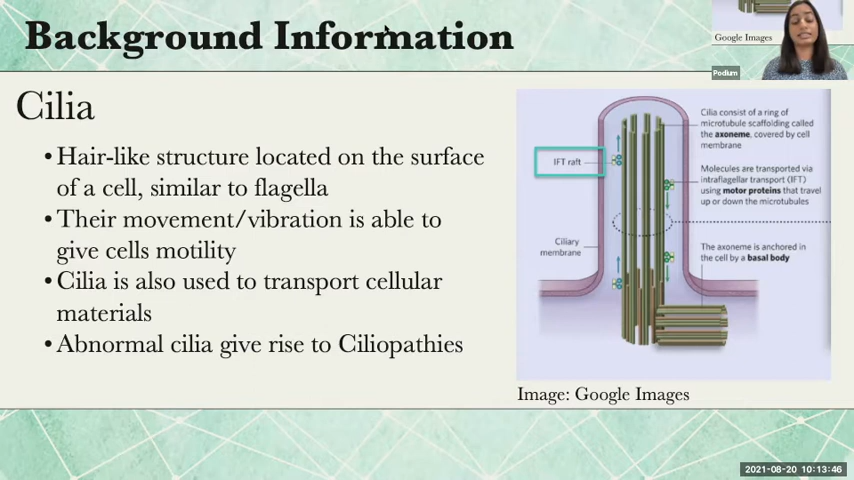 Background Information
Google Images
Podium
Cilia
• Hair-like structure located on the surface
of a cell, similar to flagella
• Their movement/vibration is able to
give cells motility
• Cilia is also used to transport cellular
materials
• Abnormal cilia give rise to Ciliopathies
IFT raft
Ciliary
membrane
Cilia consist of a ring of
microtubule scaffolding called
the axoneme, covered by cell
membrane
Molecules are transported via
intraflagellar transport (IFT)
using motor proteins that travel
up or down the microtubules
The axoneme is anchored in
the cell by a basal body
Image: Google Images
2021-08-20 10:13:46